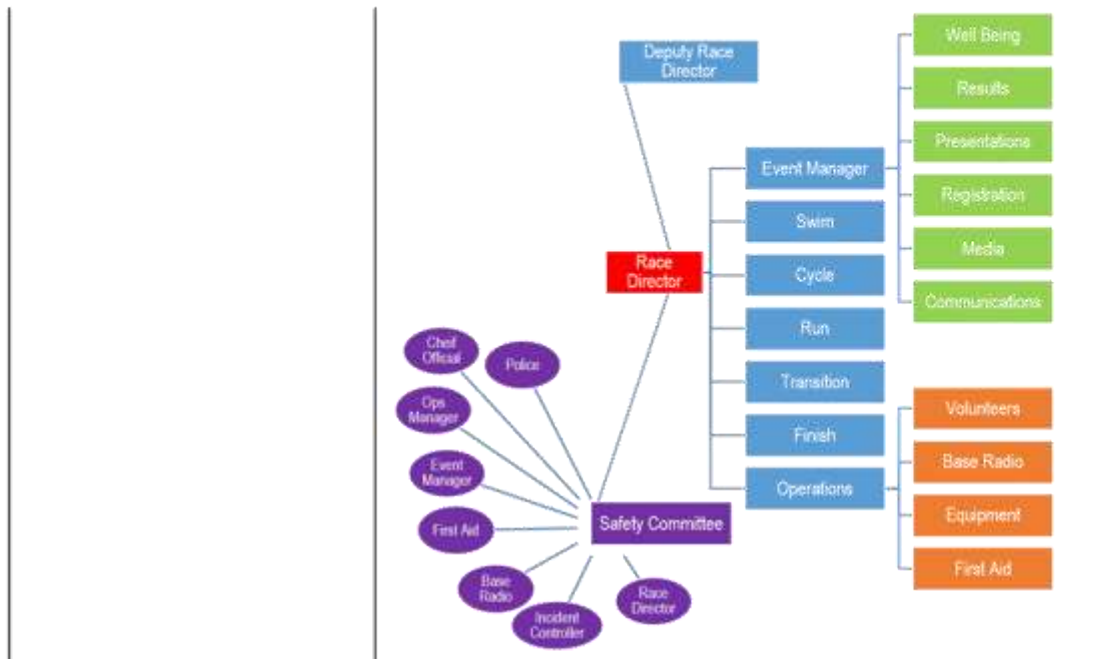 Deputy Race
Director
Race
Director
Event Manager
Swim
Cycle
Run
Transition
Finish
Operations
Well Being
Results
Presentations
Registration
Media
Communications
Volunteers
Base Radio
Equipment
First Aid
Safety Committee
Cheif
Official
Police
Ops
Manager
Event
Manager
First Aid
Base
Radio
Incident
Controller
Race
Director